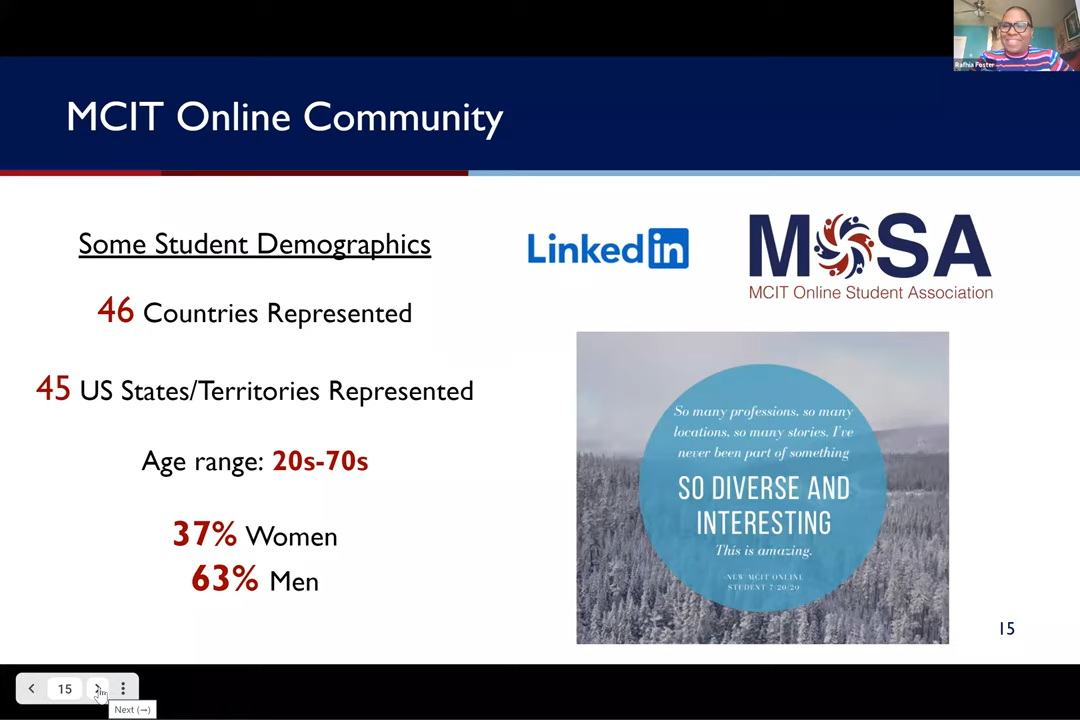 Rafhia Foster
MCIT Online Community
Some Student Demographics
46 Countries Represented
45 US States/Territories Represented
Age range: 20s-70s
37% Women
63% Men
LinkedIn
MOSA
MCIT Online Student Association
So many professions, so many
locations, so many stories. I've
never been part of something
SO DIVERSE AND
INTERESTING
This is amazing.
-NEW MCIT ONLINE
STUDENT 7/20/20
15
15
Next (→)